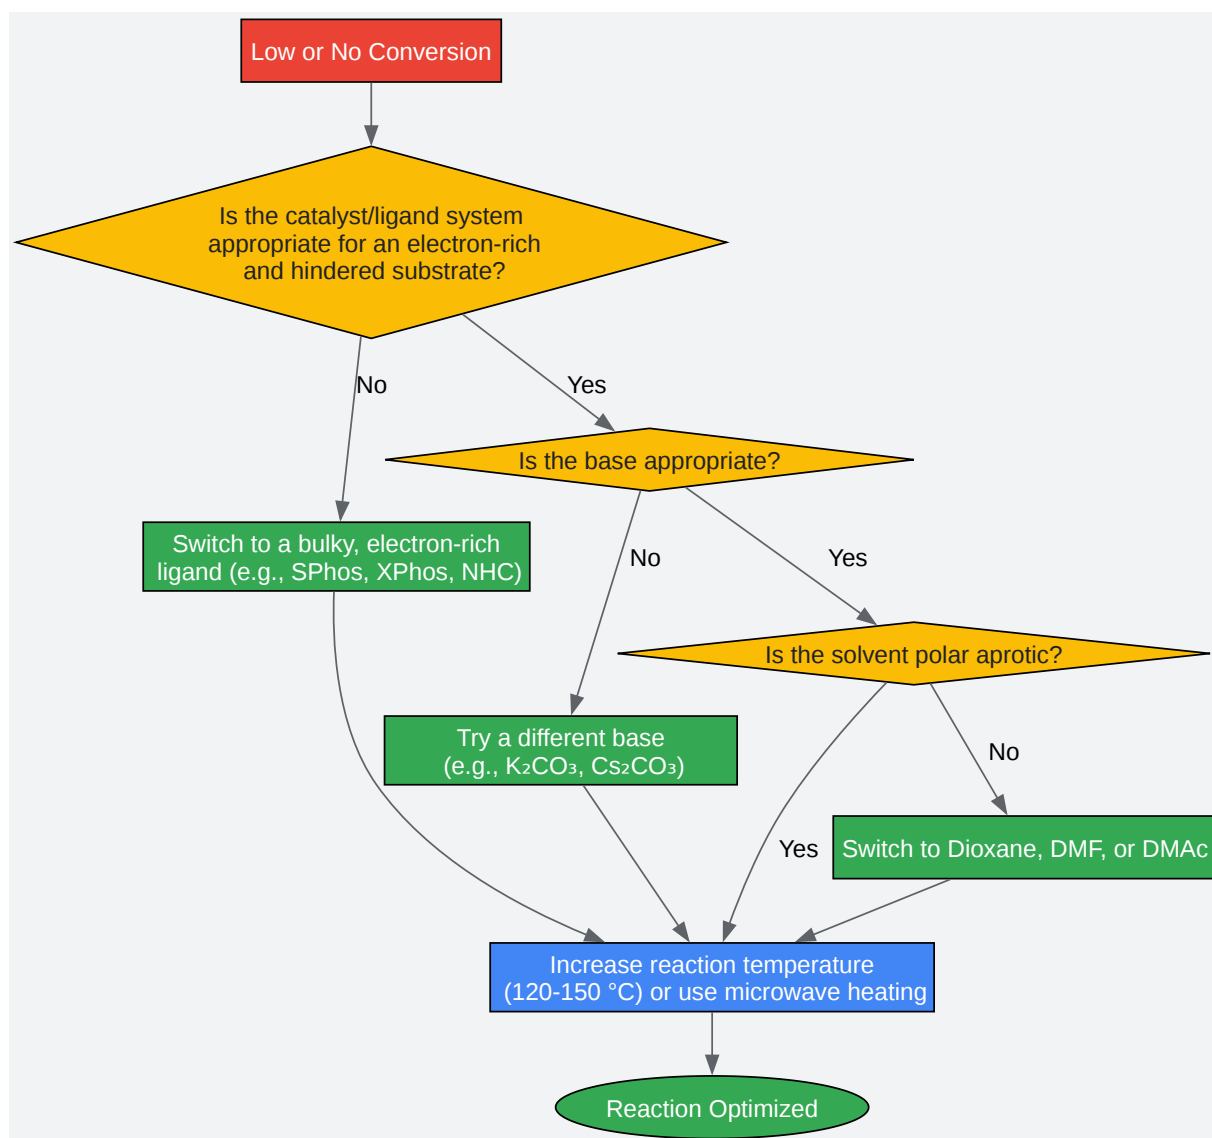 Low or No Conversion
Is the catalyst/ligand system
appropriate for an electron-rich
and hindered substrate?
No
Yes
Is the base appropriate?
Switch to a bulky, electron-rich
ligand (e.g., SPhos, XPhos, NHC)
No
Yes
Is the solvent polar aprotic?
Try a different base
(e.g., K₂CO₃, Cs₂CO₃)
No
Yes
Switch to Dioxane, DMF, or DMAc
Increase reaction temperature
(120-150 °C) or use microwave heating
Reaction Optimized